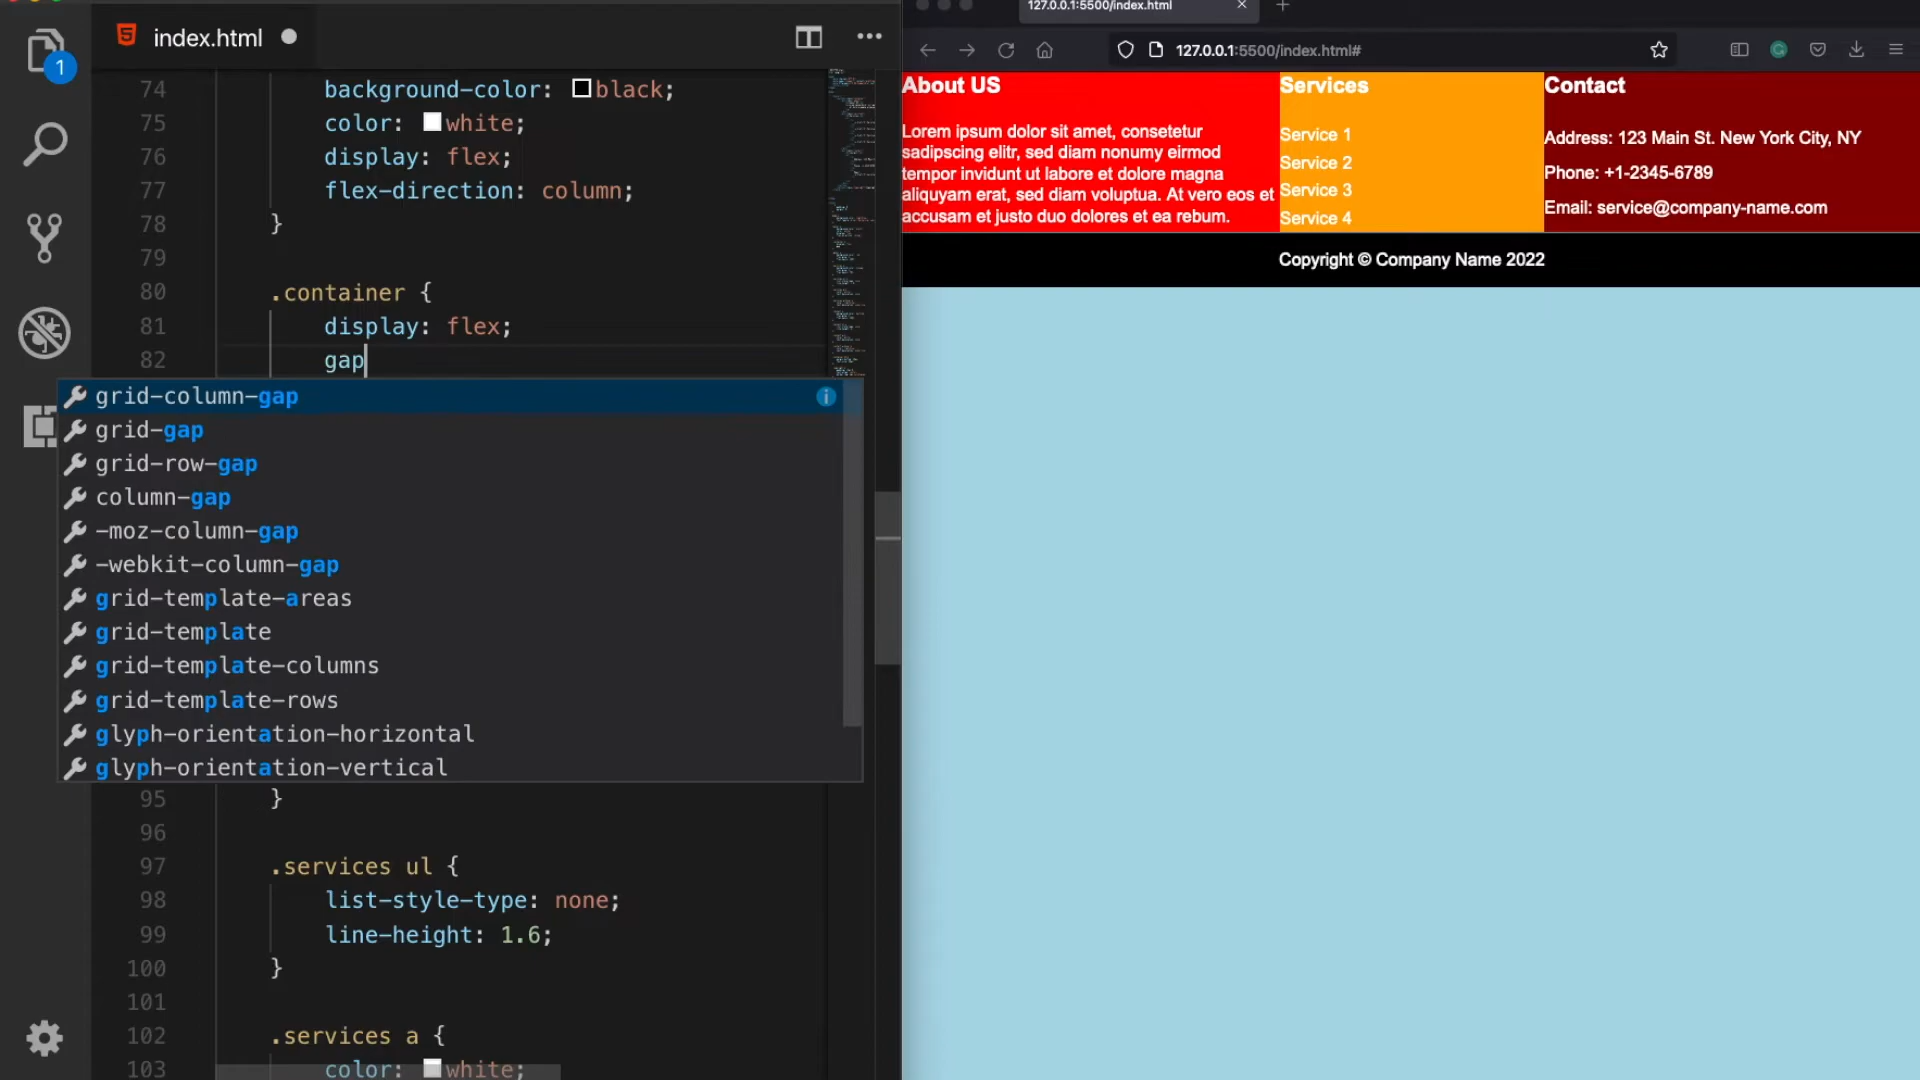 index.html
1
74 background-color: black;
75 color: white;
76 display: flex;
77 flex-direction: column;
78 }
79
80 .container {
81 display: flex;
82 gap
grid-column-gap
grid-gap
grid-row-gap
column-gap
-moz-column-gap
-webkit-column-gap
grid-template-areas
grid-template
grid-template-columns
grid-template-rows
glyph-orientation-horizontal
glyph-orientation-vertical
95 }
96
97 .services ul {
98 list-style-type: none;
99 line-height: 1.6;
100 }
101
102 .services a {
103 color: white;
127.0.0.1:5500/index.html
127.0.0.1:5500/index.html#
About US
Lorem ipsum dolor sit amet, consetetur
sadipscing elitr, sed diam nonumy eirmod
tempor invidunt ut labore et dolore magna
aliquyam erat, sed diam voluptua. At vero eos et
accusam et justo duo dolores et ea rebum.
Services
Service 1
Service 2
Service 3
Service 4
Contact
Address: 123 Main St. New York City, NY
Phone: +1-2345-6789
Email: service@company-name.com
Copyright © Company Name 2022